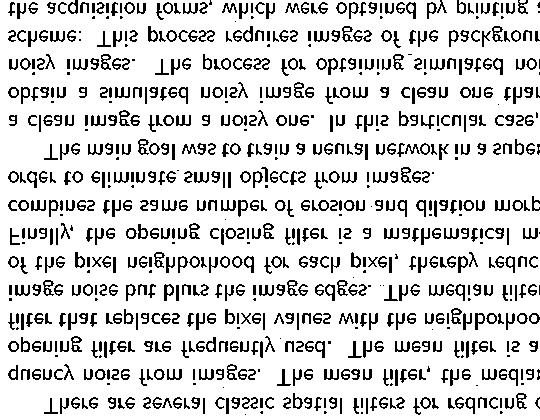 There are several classic spatial filters for reducing
quency noise from images. The mean filter, the median
opening filter are frequently used. The mean filter is a
filter that replaces the pixel values with the neighborhoo
image noise but blurs the image edges. The median filter
of the pixel neighborhood for each pixel, thereby reduc
Finally, the opening closing filter is a mathematical m
combines the same number of erosion and dilation morp
order to eliminate small objects from images.
The main goal was to train a neural network in a super
a clean image from a noisy one. In this particular case,
obtain a simulated noisy image from a clean one than
noisy images. The process for obtaining simulated noi
scheme: This process requires images of the backgroun
the acquisition forms, which were obtained by printing a